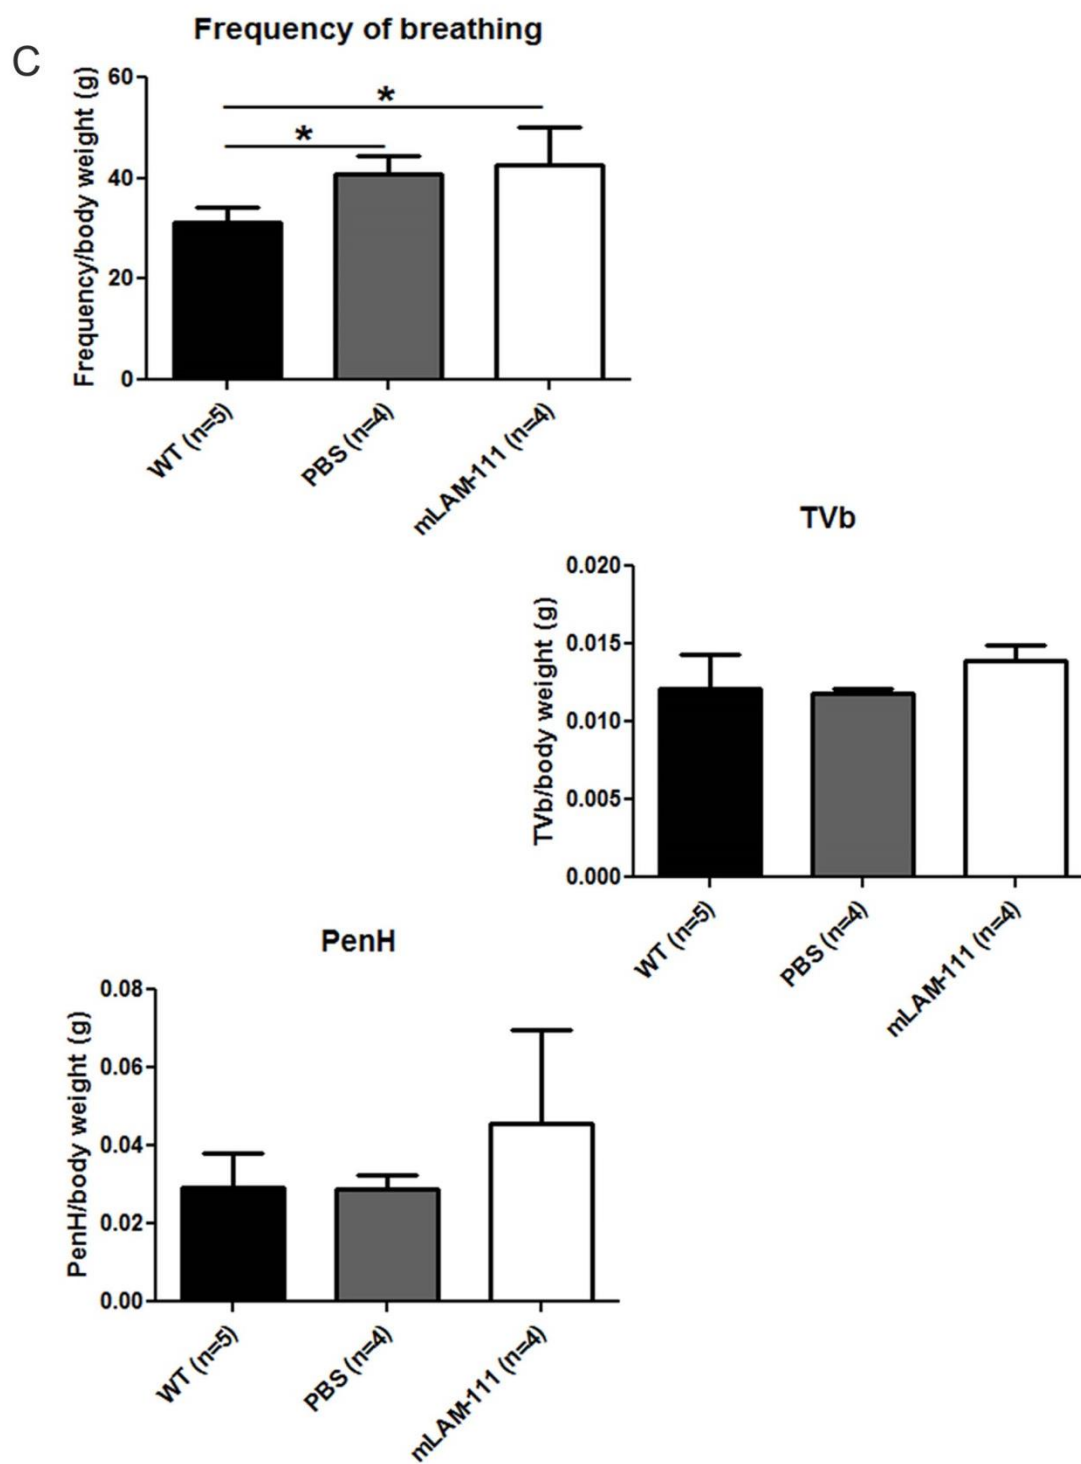 C
Frequency of breathing
Frequency/body weight (g)
60
40
20
0
*
*
WT (n=5)
PBS (n=4)
mLAM-111 (n=4)
TVb
TVb/body weight (g)
0.020
0.015
0.010
0.005
0.000
WT (n=5)
PBS (n=4)
mLAM-111 (n=4)
PenH
PenH/body weight (g)
0.08
0.06
0.04
0.02
0.00
WT (n=5)
PBS (n=4)
mLAM-111 (n=4)